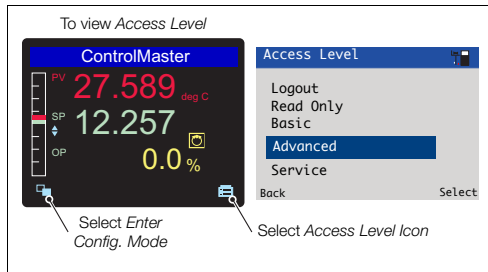 To view Access Level
ControlMaster
PV 27.589 deg C
SP 12.257
OP 0.0 %
Select Enter
Config. Mode
Select Access Level Icon
Access Level
Logout
Read Only
Basic
Advanced
Service
Back Select